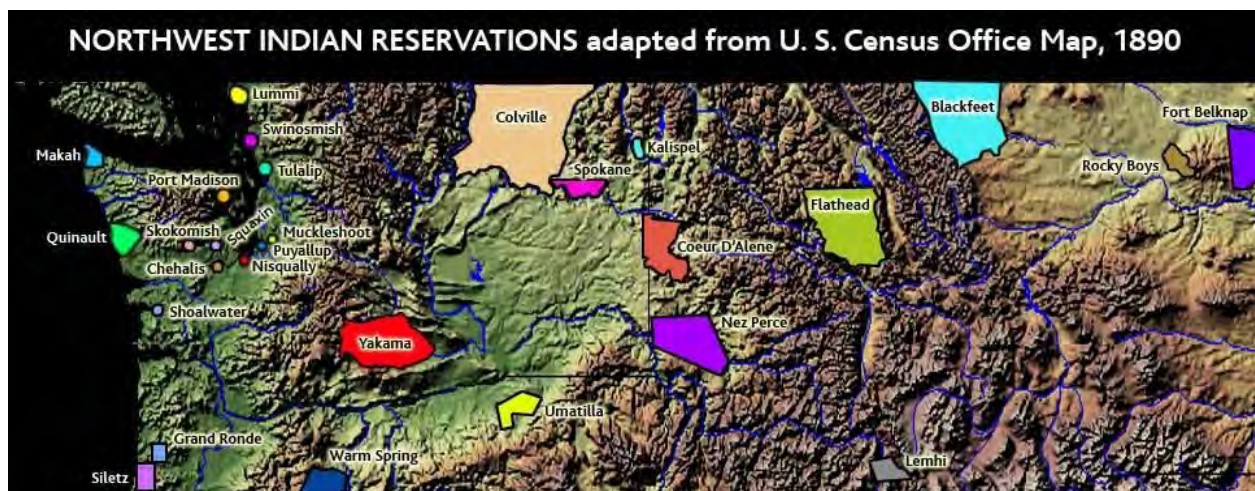 NORTHWEST INDIAN RESERVATIONS adapted from U. S. Census Office Map, 1890
Lummi
Colville
Blackfeet
Fort Belknap
Swinosmish
Makah
Kalispel
Tulalip
Spokane
Rocky Boys
Port Madison
Flathead
Squaxin
Quinault
Skokomish
Muckleshoot
Coeur D'Alene
Puyallup
Chehalis
Nisqually
Shoalwater
Nez Perce
Yakama
Umatilla
Grand Ronde
Warm Spring
Lemhi
Siletz